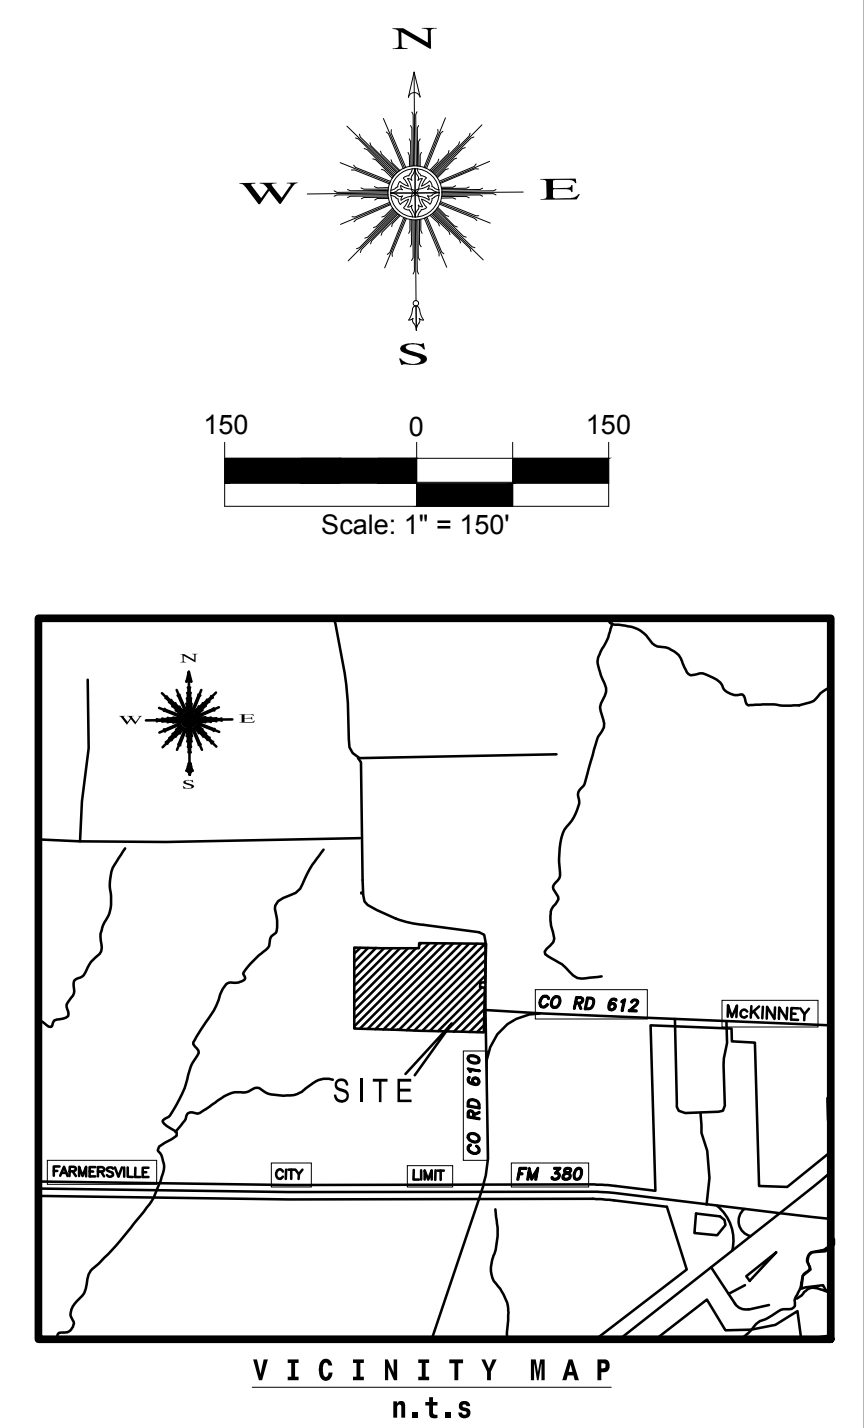 N
W E
S
150 0 150
Scale: 1" = 150'
N
W E
S
CO RD 612
McKINNEY
CO RD 610
SITE
FARMERSVILLE CITY LIMIT FM 380
VICINITY MAP
n.t.s